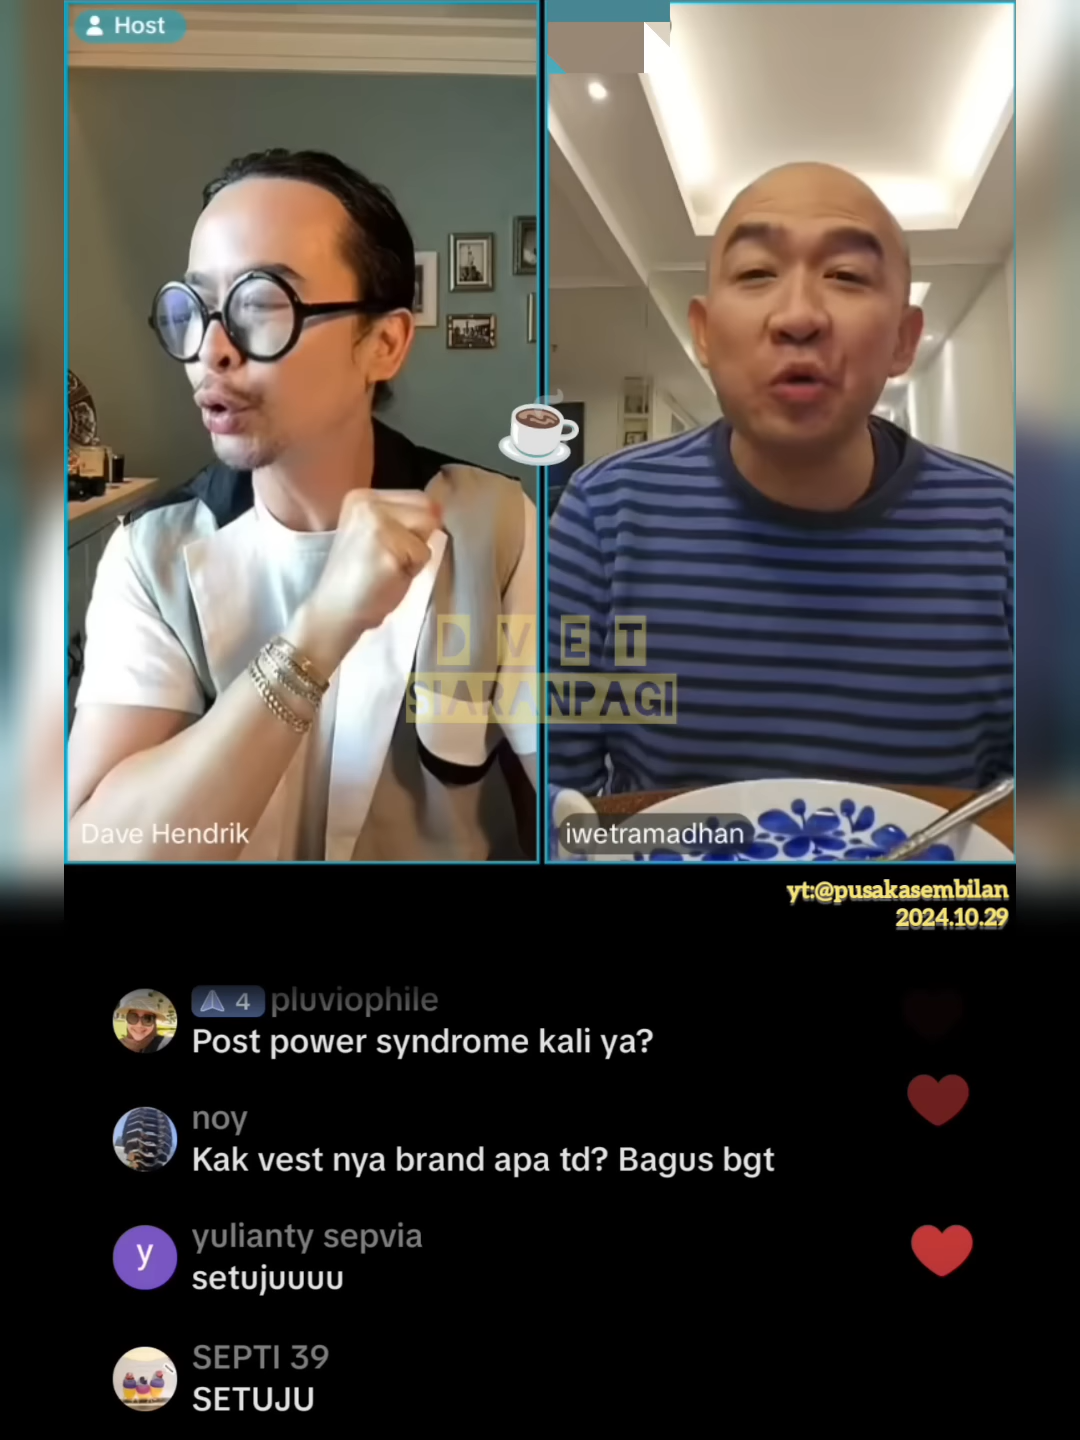 Host
D V E T
SIARANPAGI
Dave Hendrik
iwetramadhan
yt:@pusakasembilan
2024.10.29
4 pluviophile
Post power syndrome kali ya?
noy
Kak vest nya brand apa td? Bagus bgt
y
yulianty sepvia
setujuuuu
SEPTI 39
SETUJU